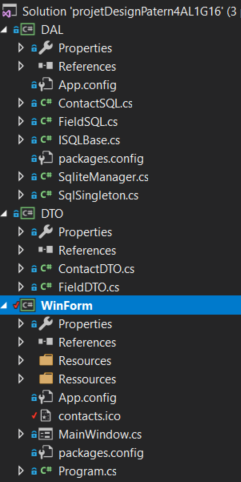 Solution 'projetDesignPatern4AL1G16' (3
DAL
Properties
References
App.config
ContactSQL.cs
FieldSQL.cs
ISQLBase.cs
packages.config
SqliteManager.cs
SqlSingleton.cs
DTO
Properties
References
ContactDTO.cs
FieldDTO.cs
WinForm
Properties
References
Resources
Ressources
App.config
contacts.ico
MainWindow.cs
packages.config
Program.cs